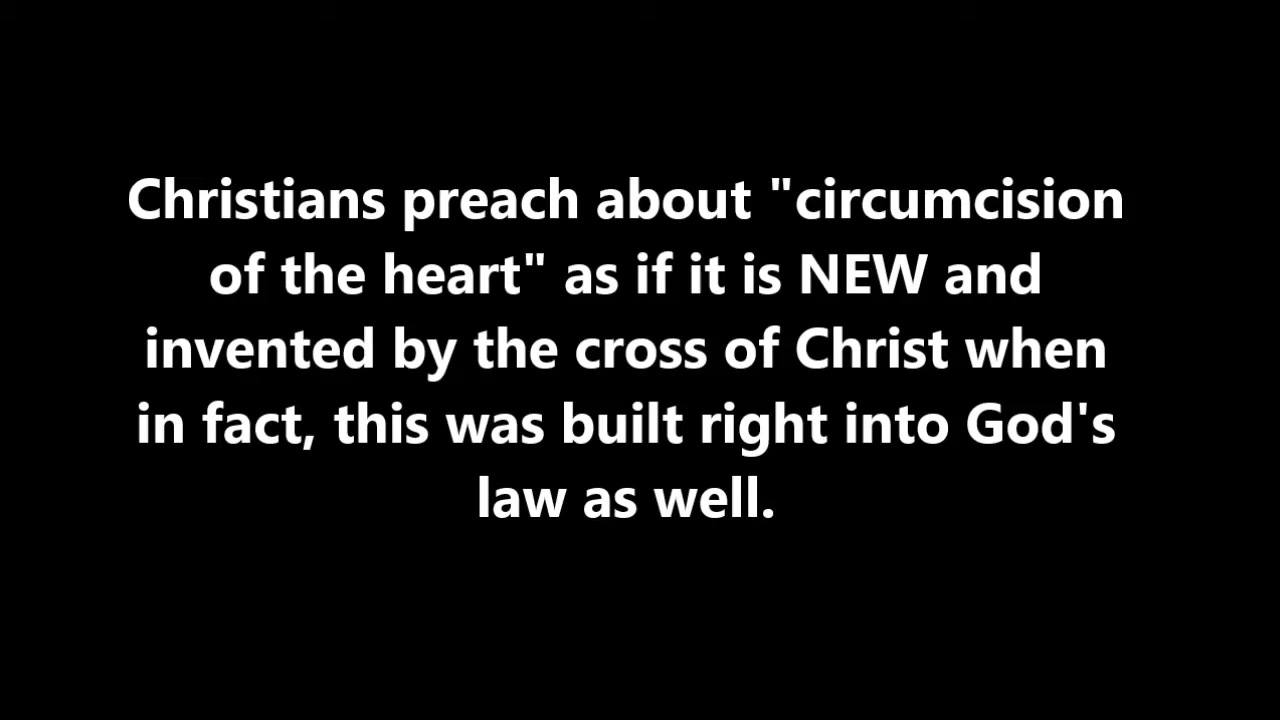 Christians preach about "circumcision
of the heart" as if it is NEW and
invented by the cross of Christ when
in fact, this was built right into God's
law as well.